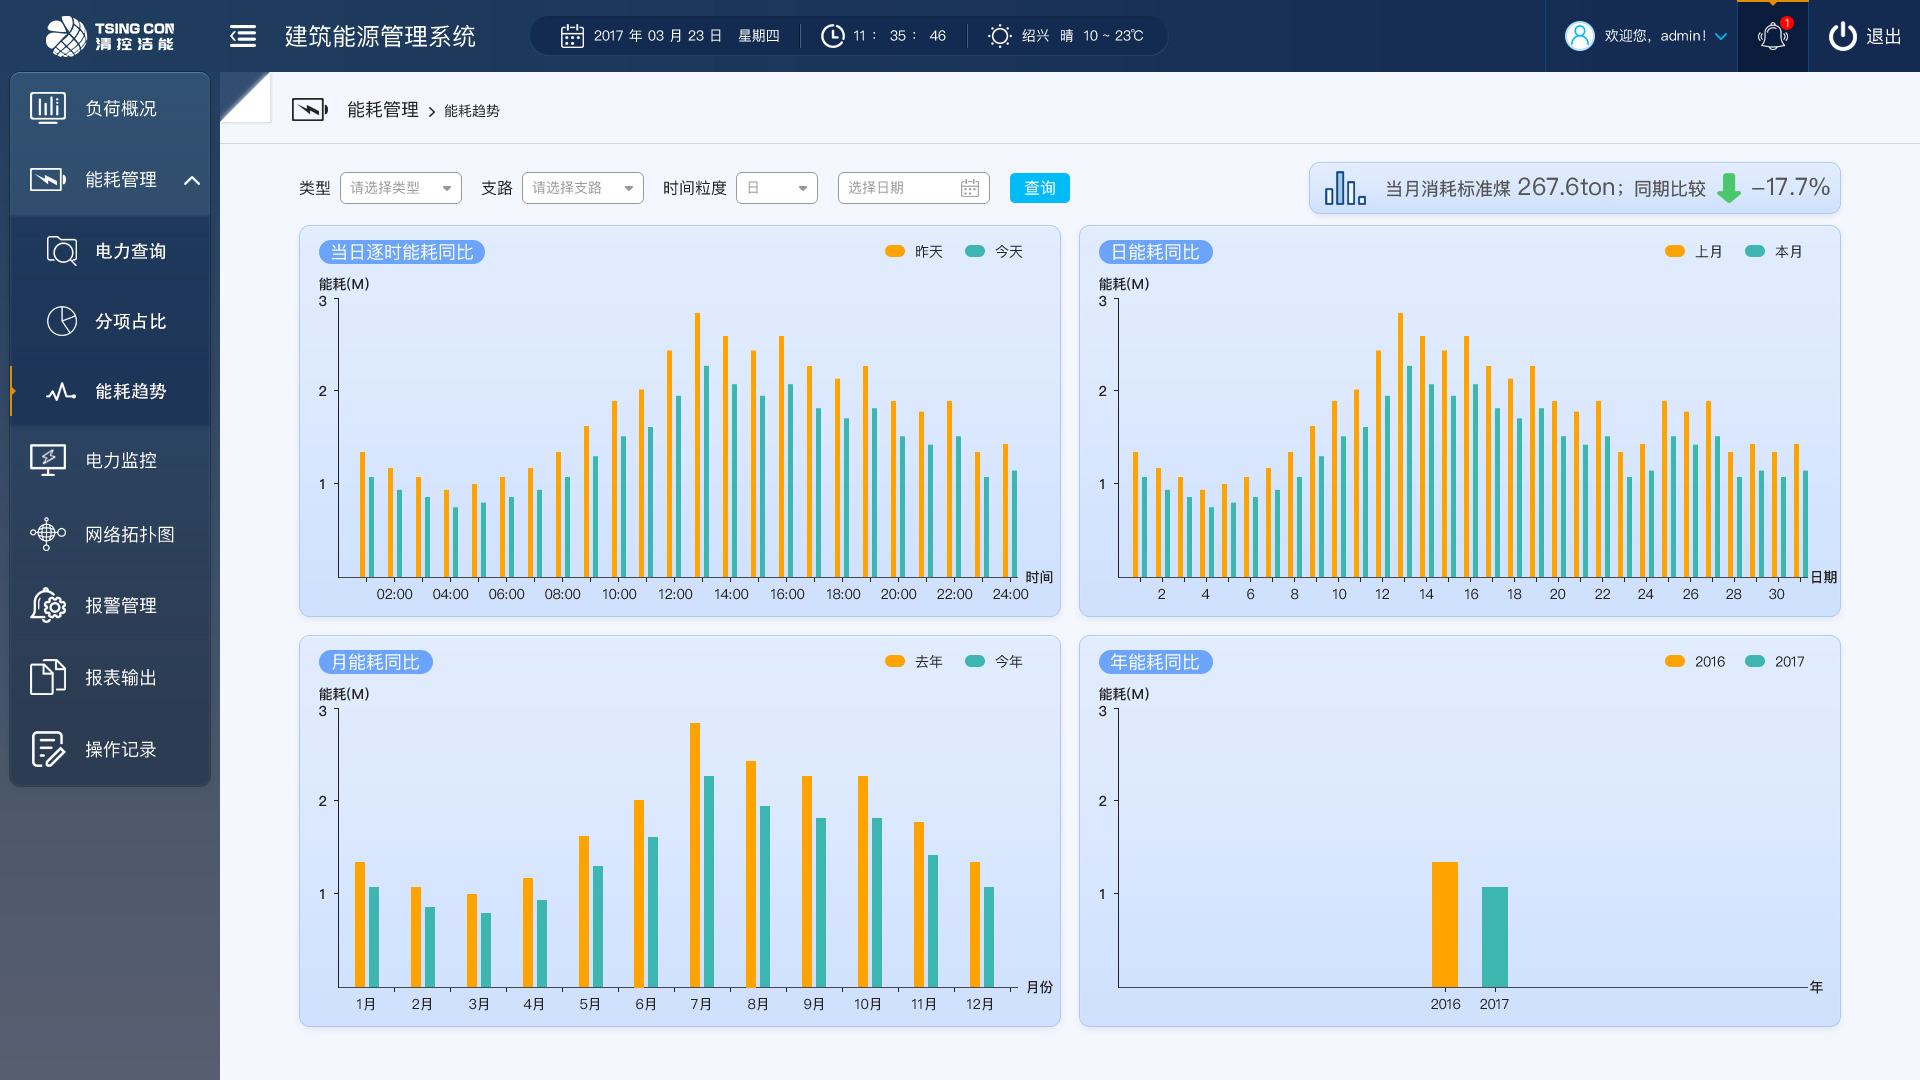 TSING CON
清控洁能
建筑能源管理系统
2017 年 03 月 23 日 星期四
11 : 35 : 46
绍兴 晴 10 ~ 23℃
欢迎您，admin!
1
退出
负荷概况
能耗管理
电力查询
分项占比
能耗趋势
电力监控
网络拓扑图
报警管理
报表输出
操作记录
能耗管理 > 能耗趋势
类型 请选择类型 支路 请选择支路 时间粒度 日 选择日期 查询
当月消耗标准煤 267.6ton；同期比较 –17.7%
当日逐时能耗同比 昨天 今天
能耗(M)
3
2
1
时间
02:00 04:00 06:00 08:00 10:00 12:00 14:00 16:00 18:00 20:00 22:00 24:00
日能耗同比 上月 本月
能耗(M)
3
2
1
日期
2 4 6 8 10 12 14 16 18 20 22 24 26 28 30
月能耗同比 去年 今年
能耗(M)
3
2
1
月份
1月 2月 3月 4月 5月 6月 7月 8月 9月 10月 11月 12月
年能耗同比 2016 2017
能耗(M)
3
2
1
年
2016 2017